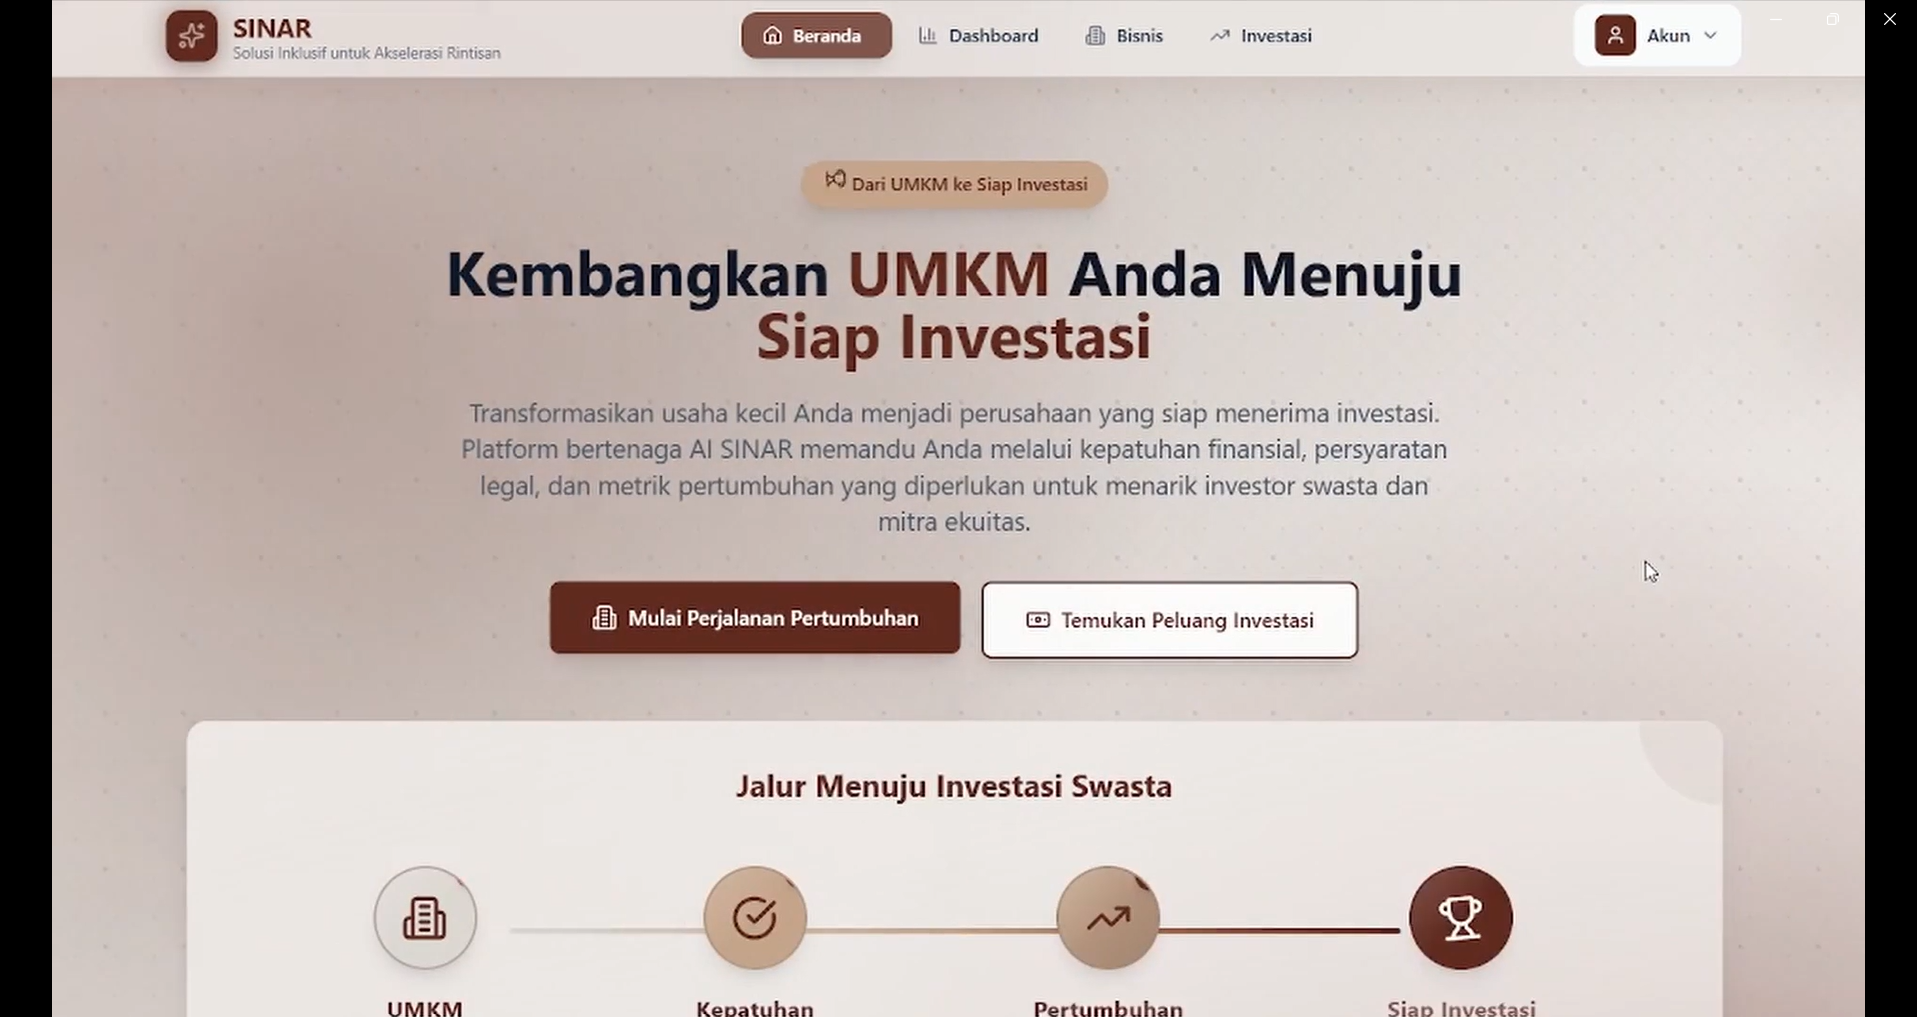 SINAR
Solusi Inklusif untuk Akselerasi Rintisan
Beranda
Dashboard
Bisnis
Investasi
Akun
Dari UMKM ke Siap Investasi
Kembangkan UMKM Anda Menuju
Siap Investasi
Transformasikan usaha kecil Anda menjadi perusahaan yang siap menerima investasi.
Platform bertenaga AI SINAR memandu Anda melalui kepatuhan finansial, persyaratan
legal, dan metrik pertumbuhan yang diperlukan untuk menarik investor swasta dan
mitra ekuitas.
Mulai Perjalanan Pertumbuhan
Temukan Peluang Investasi
Jalur Menuju Investasi Swasta
UMKM
Kepatuhan
Pertumbuhan
Siap Investasi